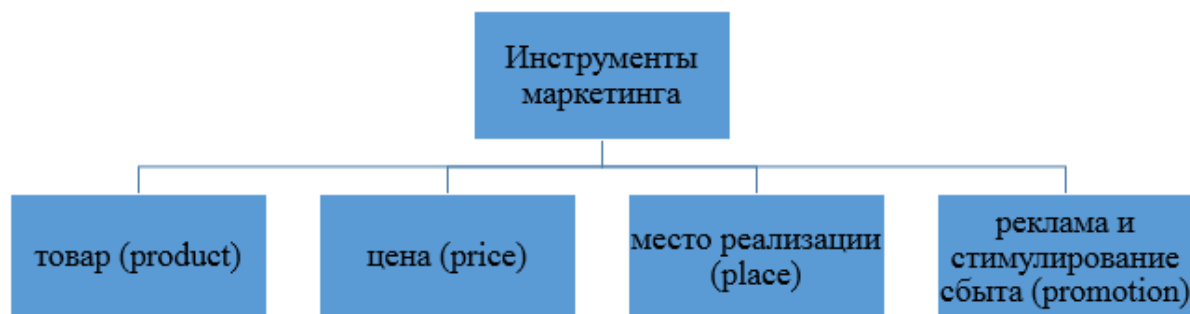 Инструменты
маркетинга
товар (product)
цена (price)
место реализации
(place)
реклама и
стимулирование
сбыта (promotion)